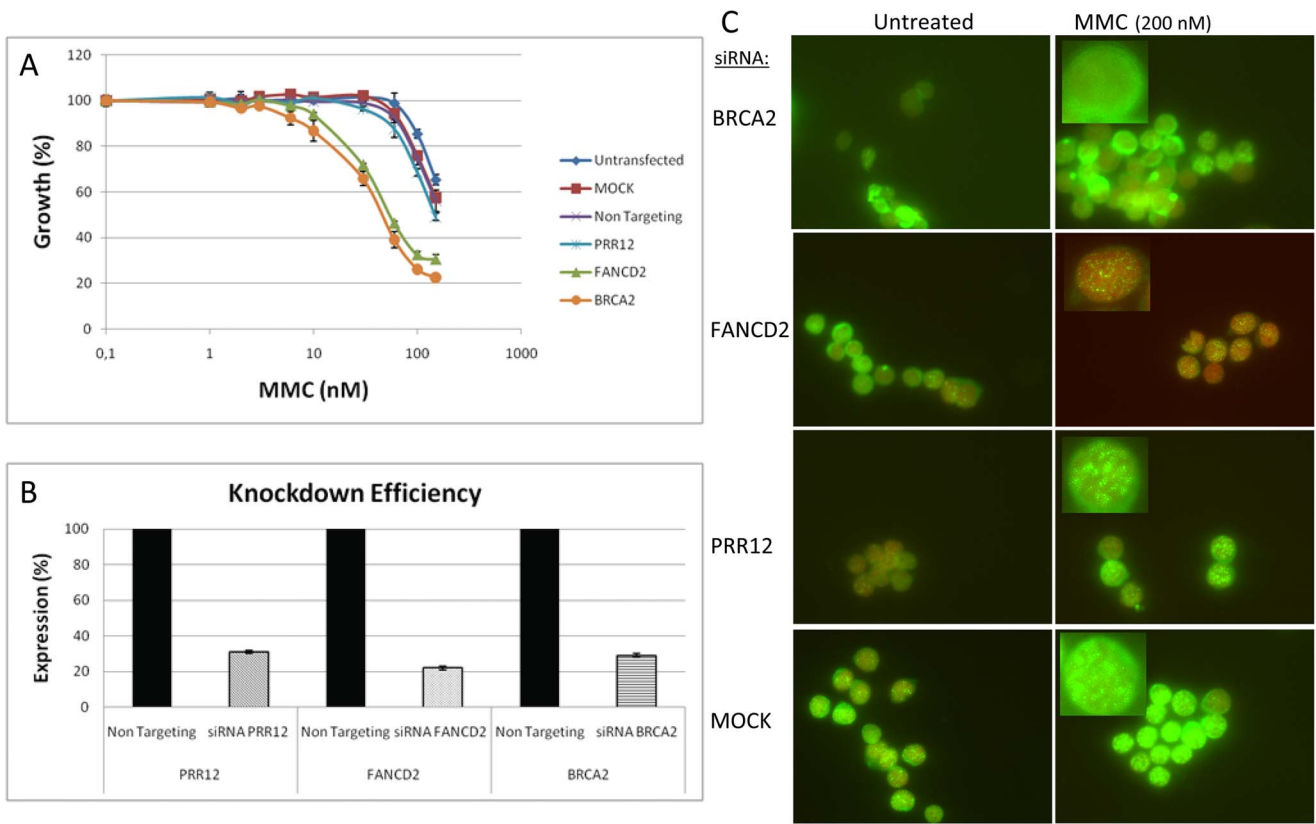 A
120
100
80
60
40
20
0
Growth (%)
0,1 1 10 100 1000
MMC (nM)
Untransfected
MOCK
Non Targeting
PRR12
FANCD2
BRCA2
B
Knockdown Efficiency
100
80
60
40
20
0
Expression (%)
Non Targeting siRNA PRR12 Non Targeting siRNA FANCD2 Non Targeting siRNA BRCA2
PRR12 FANCD2 BRCA2
C
Untreated MMC (200 nM)
siRNA:
BRCA2
FANCD2
PRR12
MOCK